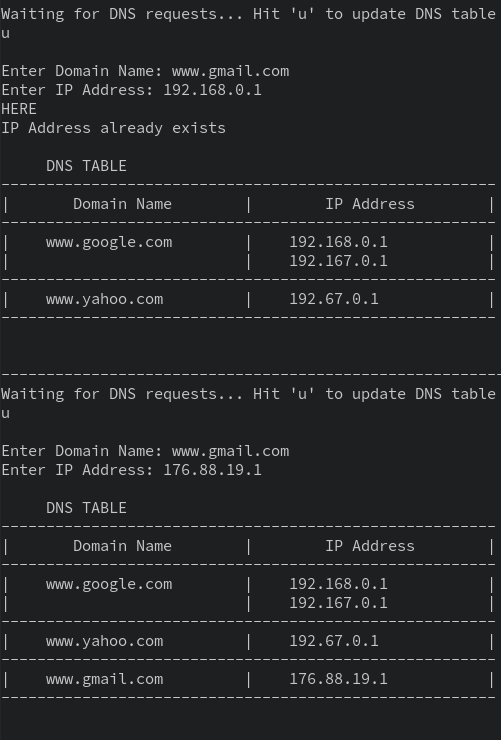 Waiting for DNS requests... Hit 'u' to update DNS table
u
Enter Domain Name: www.gmail.com
Enter IP Address: 192.168.0.1
HERE
IP Address already exists
DNS TABLE
-------------------------------------------------------
|       Domain Name        |        IP Address        |
-------------------------------------------------------
|    www.google.com        |    192.168.0.1           |
|                          |    192.167.0.1           |
-------------------------------------------------------
|    www.yahoo.com         |    192.67.0.1            |
-------------------------------------------------------
--------------------------------------------------------
Waiting for DNS requests... Hit 'u' to update DNS table
u
Enter Domain Name: www.gmail.com
Enter IP Address: 176.88.19.1
DNS TABLE
-------------------------------------------------------
|       Domain Name        |        IP Address        |
-------------------------------------------------------
|    www.google.com        |    192.168.0.1           |
|                          |    192.167.0.1           |
-------------------------------------------------------
|    www.yahoo.com         |    192.67.0.1            |
-------------------------------------------------------
|    www.gmail.com         |    176.88.19.1           |
-------------------------------------------------------